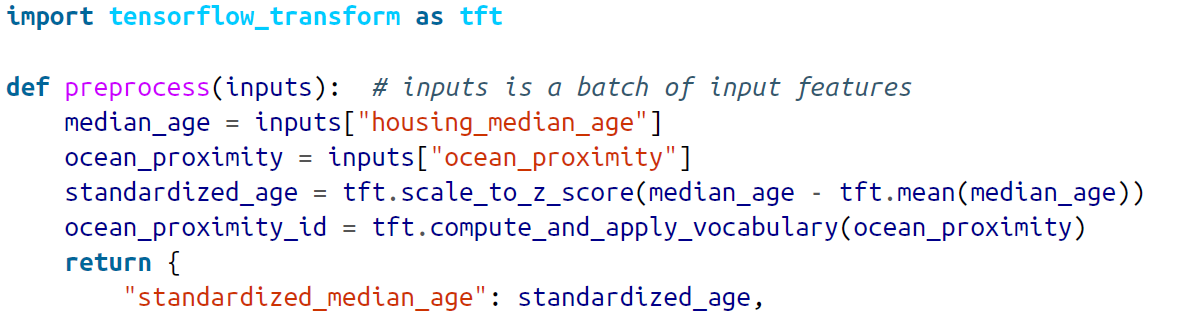 import tensorflow_transform as tft
def preprocess(inputs):  # inputs is a batch of input features
    median_age = inputs["housing_median_age"]
    ocean_proximity = inputs["ocean_proximity"]
    standardized_age = tft.scale_to_z_score(median_age - tft.mean(median_age))
    ocean_proximity_id = tft.compute_and_apply_vocabulary(ocean_proximity)
    return {
        "standardized_median_age": standardized_age,